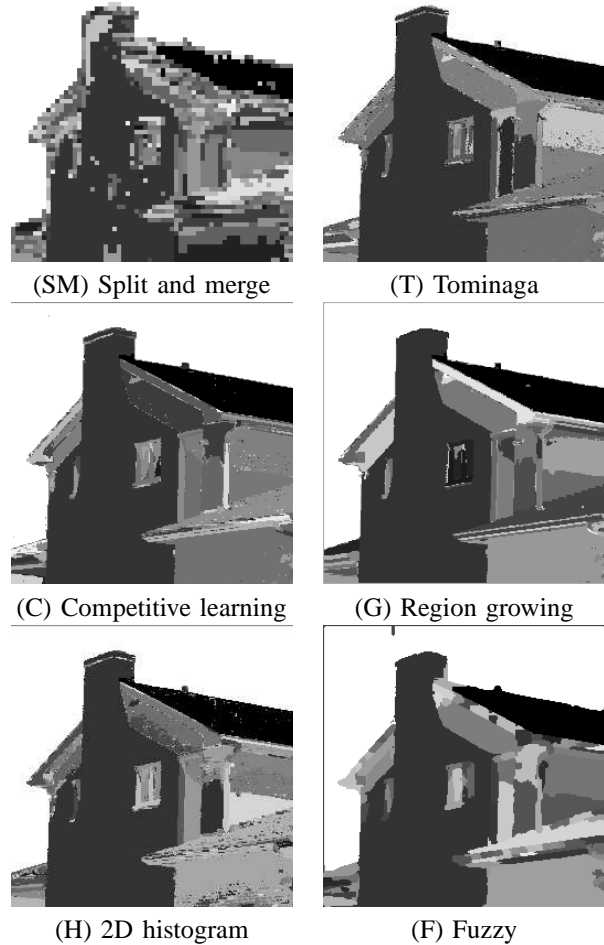 (SM) Split and merge
(T) Tominaga
(C) Competitive learning
(G) Region growing
(H) 2D histogram
(F) Fuzzy